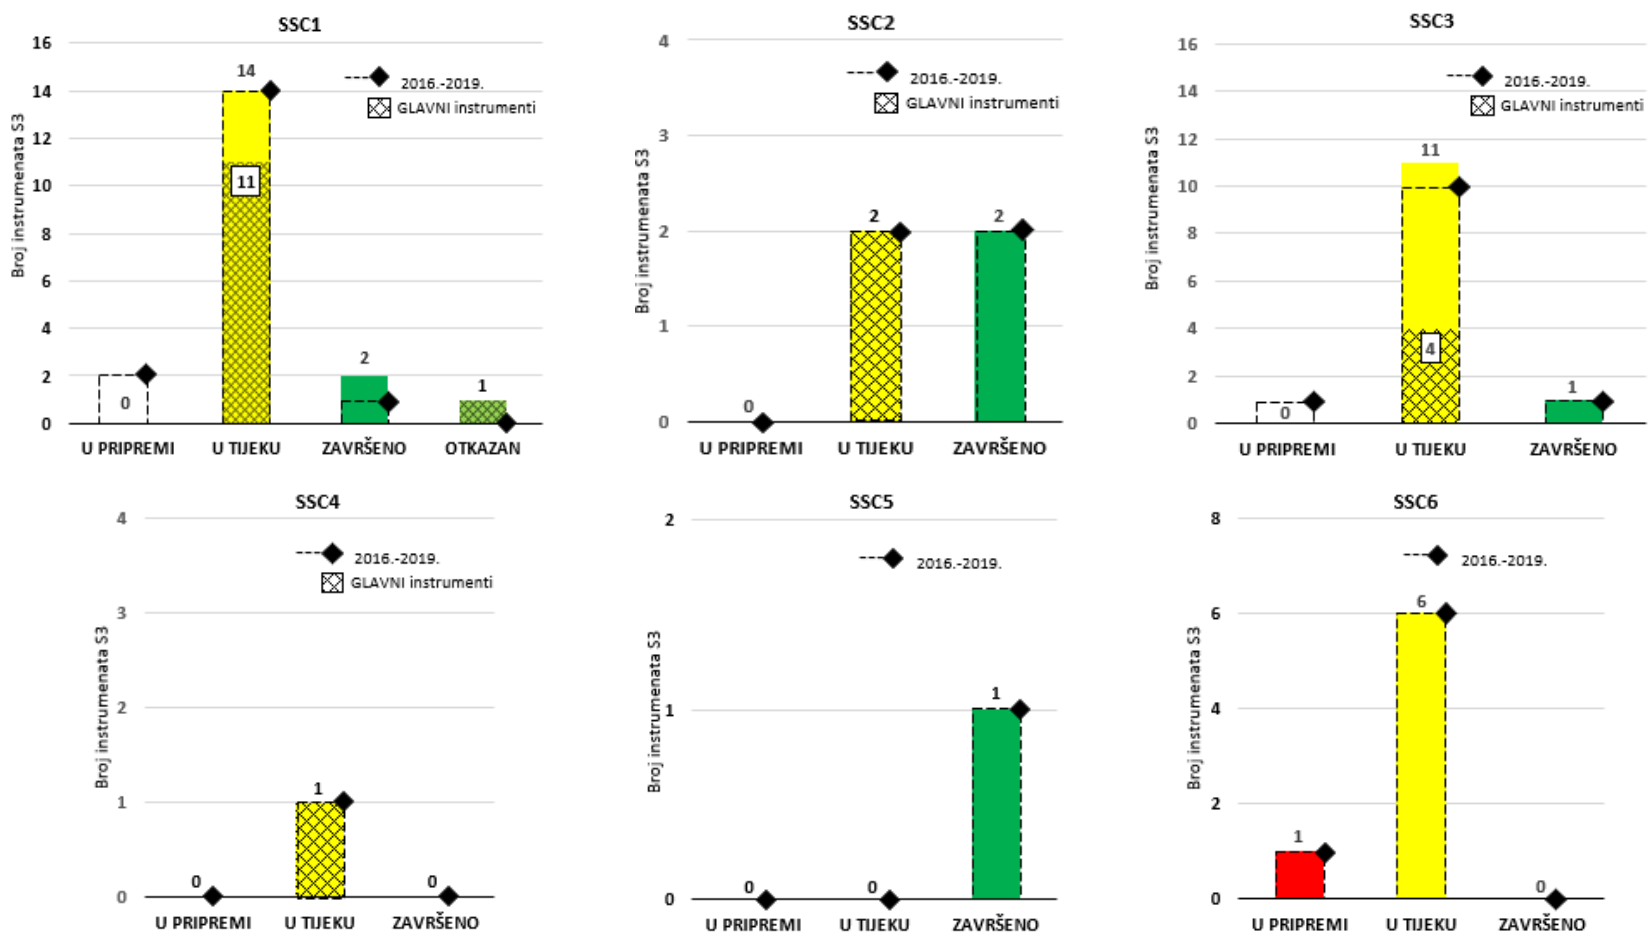 SSC1
16
14
12
10
8
6
4
2
0
Broj instrumenata S3
2016.-2019.
GLAVNI instrumenti
0
14
11
2
1
U PRIPREMI
U TIJEKU
ZAVRŠENO
OTKAZAN
SSC2
4
3
2
1
0
Broj instrumenata S3
2016.-2019.
GLAVNI instrumenti
0
2
2
U PRIPREMI
U TIJEKU
ZAVRŠENO
SSC3
16
14
12
10
8
6
4
2
0
Broj instrumenata S3
2016.-2019.
GLAVNI instrumenti
0
11
4
1
U PRIPREMI
U TIJEKU
ZAVRŠENO
SSC4
4
3
2
1
0
Broj instrumenata S3
2016.-2019.
GLAVNI instrumenti
0
1
0
U PRIPREMI
U TIJEKU
ZAVRŠENO
SSC5
2
1
0
Broj instrumenata S3
2016.-2019.
0
0
1
U PRIPREMI
U TIJEKU
ZAVRŠENO
SSC6
8
6
4
2
0
Broj instrumenata S3
2016.-2019.
1
6
0
U PRIPREMI
U TIJEKU
ZAVRŠENO